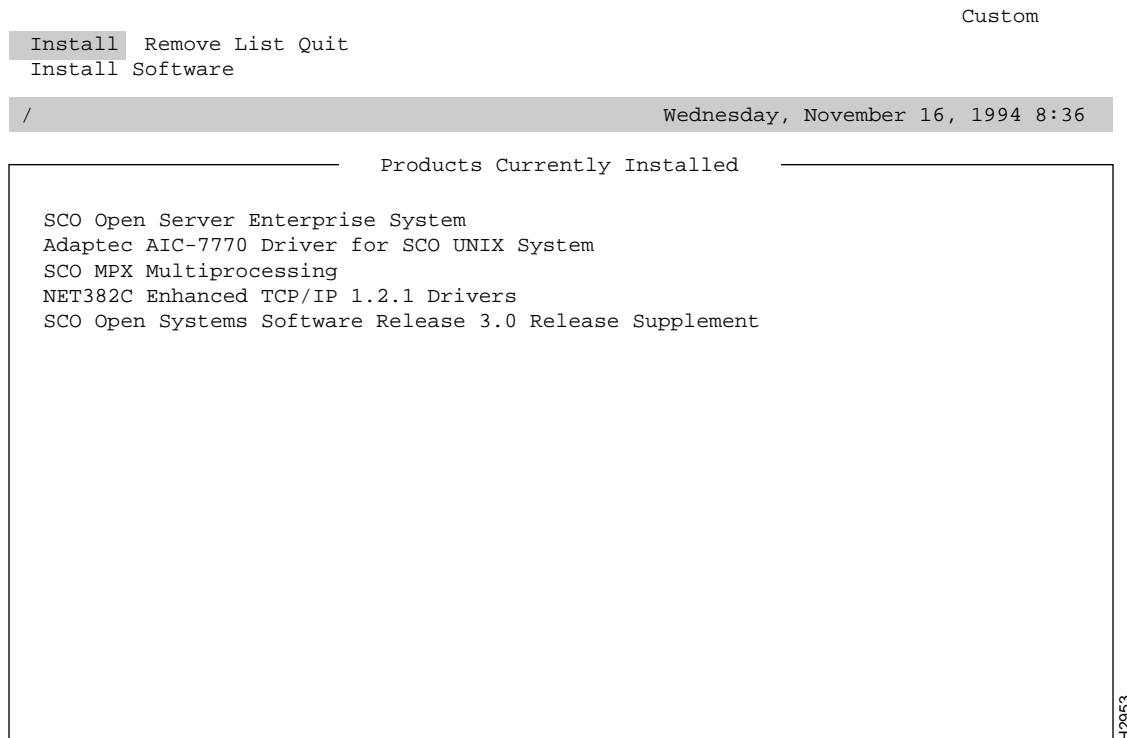 Custom
Install Remove List Quit
Install Software
/ Wednesday, November 16, 1994 8:36
Products Currently Installed
SCO Open Server Enterprise System
Adaptec AIC-7770 Driver for SCO UNIX System
SCO MPX Multiprocessing
NET382C Enhanced TCP/IP 1.2.1 Drivers
SCO Open Systems Software Release 3.0 Release Supplement
H2953